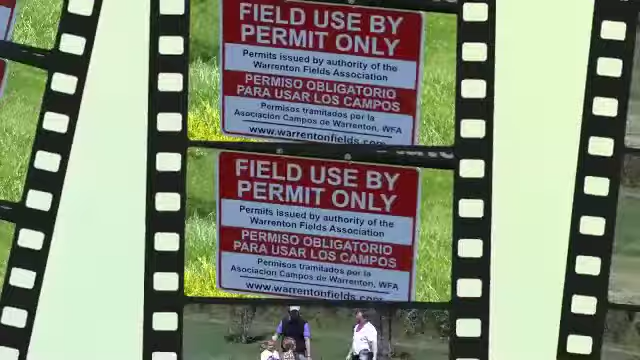 FIELD USE BY
PERMIT ONLY
Permits issued by authority of the
Warrenton Fields Association
PERMISO OBLIGATORIO
PARA USAR LOS CAMPOS
Permisos tramitados por la
Asociación Campos de Warrenton, WFA
www.warrentonfields.com
FIELD USE BY
PERMIT ONLY
Permits issued by authority of the
Warrenton Fields Association
PERMISO OBLIGATORIO
PARA USAR LOS CAMPOS
Permisos tramitados por la
Asociación Campos de Warrenton, WFA
www.warrentonfields.com